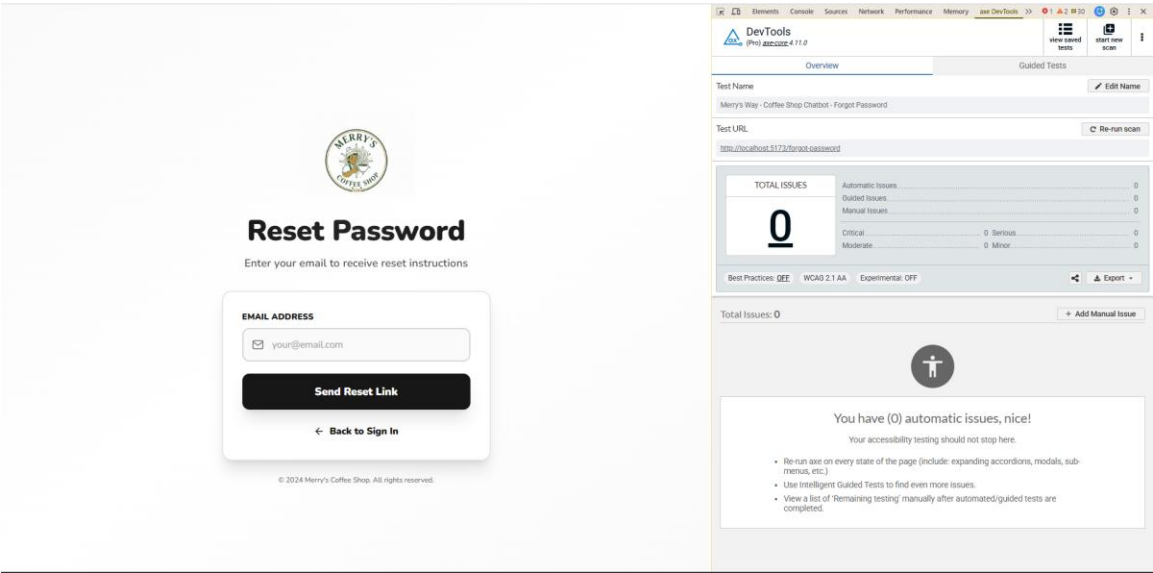 MERRY'S
COFFEE SHOP
Reset Password
Enter your email to receive reset instructions
EMAIL ADDRESS
your@email.com
Send Reset Link
← Back to Sign In
© 2024 Merry's Coffee Shop. All rights reserved.
Elements Console Sources Network Performance Memory axe DevTools >> 1 2 30
DevTools
(Pro) axe-core 4.11.0
view saved tests
start new scan
Overview
Guided Tests
Test Name
Edit Name
Merry's Way - Coffee Shop Chatbot - Forgot Password
Test URL
Re-run scan
http://localhost:5173/forgot-password
TOTAL ISSUES
0
Automatic Issues 0
Guided Issues 0
Manual Issues 0
Critical 0 Serious 0
Moderate 0 Minor 0
Best Practices: OFF WCAG 2.1 AA Experimental: OFF
Export
Total Issues: 0
+ Add Manual Issue
You have (0) automatic issues, nice!
Your accessibility testing should not stop here.
• Re-run axe on every state of the page (include: expanding accordions, modals, sub-
menus, etc.)
• Use Intelligent Guided Tests to find even more issues.
• View a list of 'Remaining testing' manually after automated/guided tests are
completed.